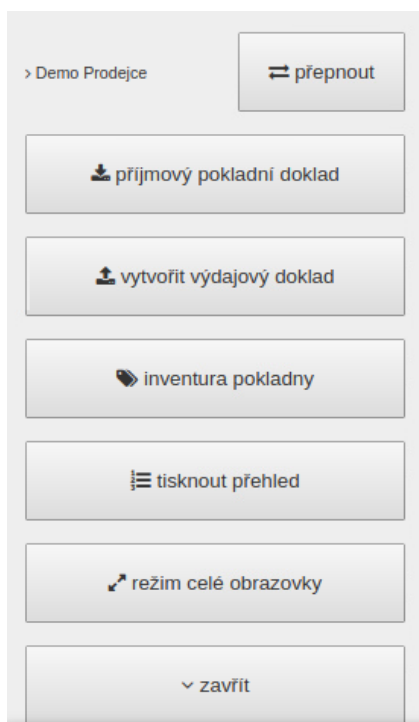 Demo Prodejce
přepnout
příjmový pokladní doklad
vytvořit výdajový doklad
inventura pokladny
tisknout přehled
režim celé obrazovky
zavřít